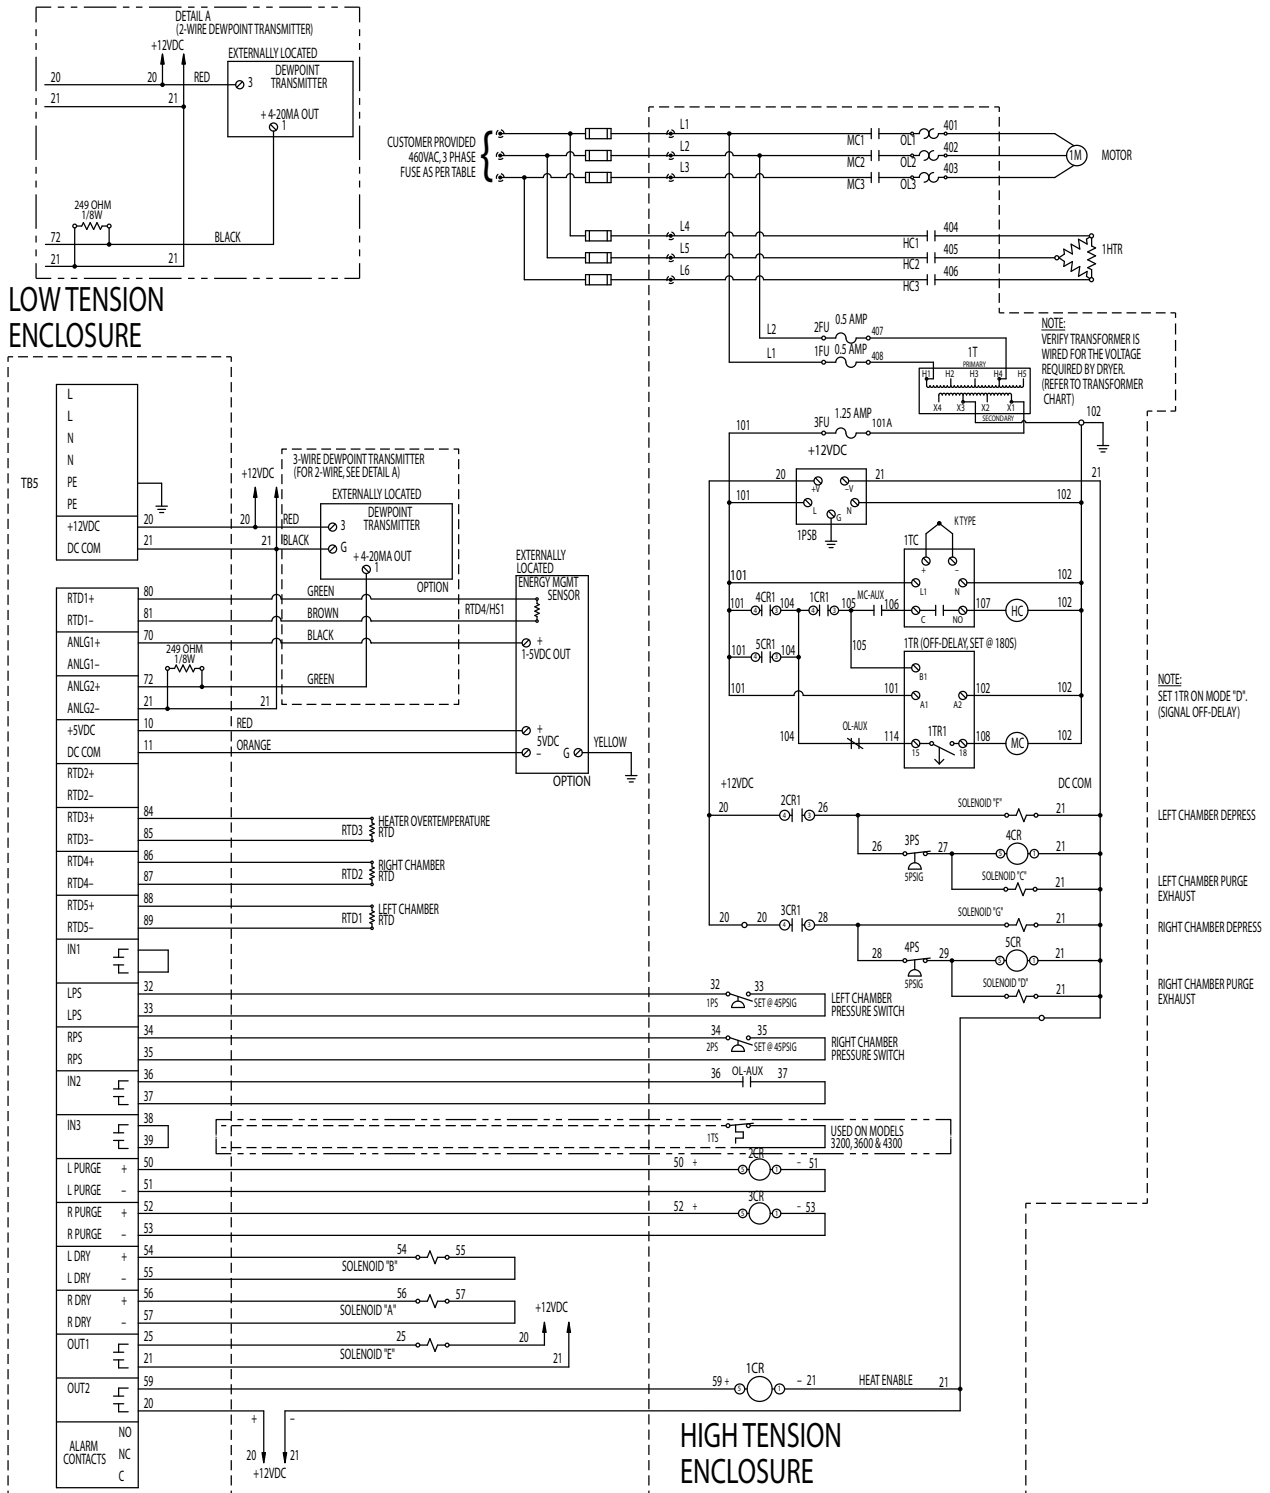 DETAIL A
(2-WIRE DEWPOINT TRANSMITTER)
+12VDC
EXTERNALLY LOCATED
DEWPOINT
TRANSMITTER
20 20 RED 3
21 21
+ 4-20MA OUT
1
249 OHM
1/8W
72 BLACK
21 21
LOW TENSION
ENCLOSURE
CUSTOMER PROVIDED
460VAC, 3 PHASE
FUSE AS PER TABLE
L1 MC1 OL1 401
L2 MC2 OL2 402
L3 MC3 OL3 403
1M MOTOR
L4 HC1 404
L5 HC2 405
L6 HC3 406
1HTR
L2 2FU 0.5 AMP 407
L1 1FU 0.5 AMP 408
1T
PRIMARY
H1 H2 H3 H4 H5
X4 X3 X2 X1
SECONDARY
NOTE:
VERIFY TRANSFORMER IS
WIRED FOR THE VOLTAGE
REQUIRED BY DRYER.
(REFER TO TRANSFORMER
CHART)
102
101 3FU 1.25 AMP 101A
+12VDC
20 +V –V 21 21
101 L G N 102
1PSB
K TYPE
1TC
+ –
101 L1 N 102
101 4 4CR1 3 104 4 1CR1 3 105 MC-AUX 106 C NO 107 HC 102
105
101 4 5CR1 3 104
1TR (OFF-DELAY, SET @ 180S)
B1
101 101 A1 A2 102 102
104 OL-AUX 114 15 1TR1 18 108 MC 102
NOTE:
SET 1TR ON MODE "D".
(SIGNAL OFF-DELAY)
+12VDC DC COM
20 4 2CR1 3 26 SOLENOID "F" 21 LEFT CHAMBER DEPRESS
26 3PS 5PSIG 27 5 4CR 1 21
SOLENOID "C" 21 LEFT CHAMBER PURGE
EXHAUST
20 20 4 3CR1 3 28 SOLENOID "G" 21 RIGHT CHAMBER DEPRESS
28 4PS 5PSIG 29 5 5CR 1 21
SOLENOID "D" 21 RIGHT CHAMBER PURGE
EXHAUST
TB5
L
L
N
N
PE
PE
+12VDC 20
DC COM 21
+12VDC
20 RED
21 BLACK
3-WIRE DEWPOINT TRANSMITTER
(FOR 2-WIRE, SEE DETAIL A)
EXTERNALLY LOCATED
DEWPOINT
TRANSMITTER
3
G
+ 4-20MA OUT
1
OPTION
EXTERNALLY
LOCATED
ENERGY MGMT
SENSOR
RTD1+ 80 GREEN
RTD4/HS1
RTD1– 81 BROWN
ANLG1+ 70 BLACK +
1-5VDC OUT
ANLG1–
249 OHM
1/8W
ANLG2+ 72 GREEN
ANLG2– 21 21
+5VDC 10 RED +
5VDC
DC COM 11 ORANGE – G YELLOW
OPTION
RTD2+
RTD2–
RTD3+ 84
RTD3 HEATER OVERTEMPERATURE
RTD
RTD3– 85
RTD4+ 86
RTD2 RIGHT CHAMBER
RTD
RTD4– 87
RTD5+ 88
RTD1 LEFT CHAMBER
RTD
RTD5– 89
IN1
LPS 32 32 33
1PS SET @ 45PSIG
LEFT CHAMBER
PRESSURE SWITCH
LPS 33
RPS 34 34 35
2PS SET @ 45PSIG
RIGHT CHAMBER
PRESSURE SWITCH
RPS 35
IN2 36 36 OL-AUX 37
37
IN3 38
39
1TS
USED ON MODELS
3200, 3600 & 4300
L PURGE + 50 50 + 5 2CR 1 – 51
L PURGE – 51
R PURGE + 52 52 + 5 3CR 1 – 53
R PURGE – 53
L DRY + 54 54 55
SOLENOID "B"
L DRY – 55
R DRY + 56 56 57
SOLENOID "A"
R DRY – 57
+12VDC
OUT1 25 25 20
SOLENOID "E"
21 21
OUT2 59 59 + 5 1CR 1 – 21 HEAT ENABLE 21
20
+ –
20 21
+12VDC
ALARM
CONTACTS
NO
NC
C
HIGH TENSION
ENCLOSURE